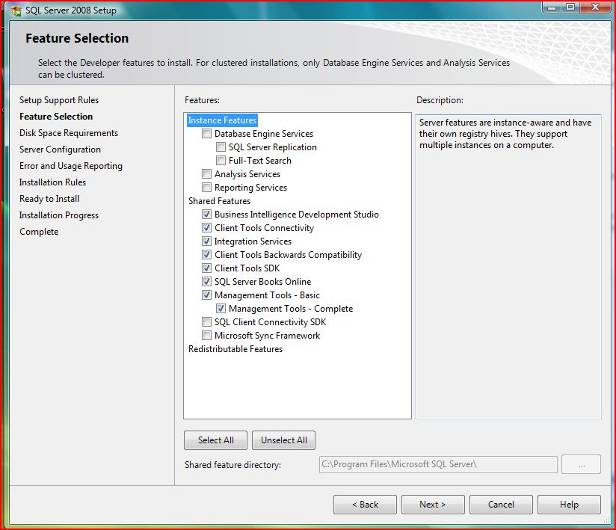 SQL Server 2008 Setup
Feature Selection
Select the Developer features to install. For clustered installations, only Database Engine Services and Analysis Services
can be clustered.
Setup Support Rules
Feature Selection
Disk Space Requirements
Server Configuration
Error and Usage Reporting
Installation Rules
Ready to Install
Installation Progress
Complete
Features:
Instance Features
Database Engine Services
SQL Server Replication
Full-Text Search
Analysis Services
Reporting Services
Shared Features
Business Intelligence Development Studio
Client Tools Connectivity
Integration Services
Client Tools Backwards Compatibility
Client Tools SDK
SQL Server Books Online
Management Tools - Basic
Management Tools - Complete
SQL Client Connectivity SDK
Microsoft Sync Framework
Redistributable Features
Description:
Server features are instance-aware and have
their own registry hives. They support
multiple instances on a computer.
Select All
Unselect All
Shared feature directory:
C:\Program Files\Microsoft SQL Server\
...
< Back
Next >
Cancel
Help